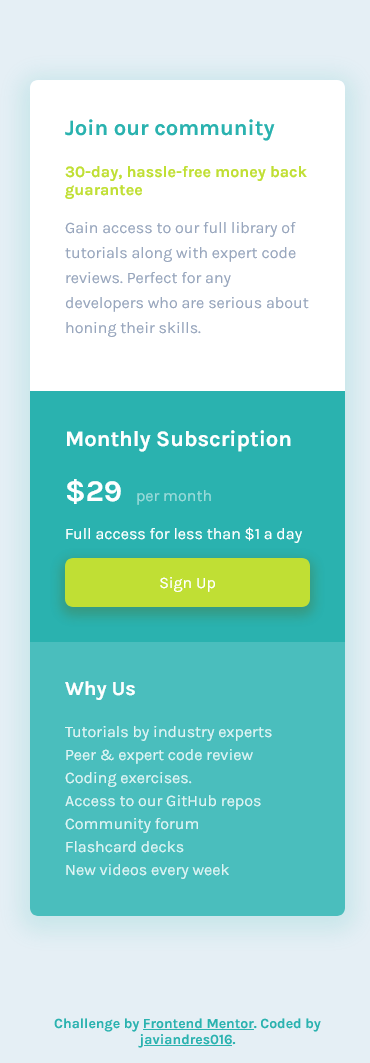 Join our community
30-day, hassle-free money back
guarantee
Gain access to our full library of
tutorials along with expert code
reviews. Perfect for any
developers who are serious about
honing their skills.
Monthly Subscription
$29 per month
Full access for less than $1 a day
Sign Up
Why Us
Tutorials by industry experts
Peer & expert code review
Coding exercises.
Access to our GitHub repos
Community forum
Flashcard decks
New videos every week
Challenge by Frontend Mentor. Coded by
javiandres016.